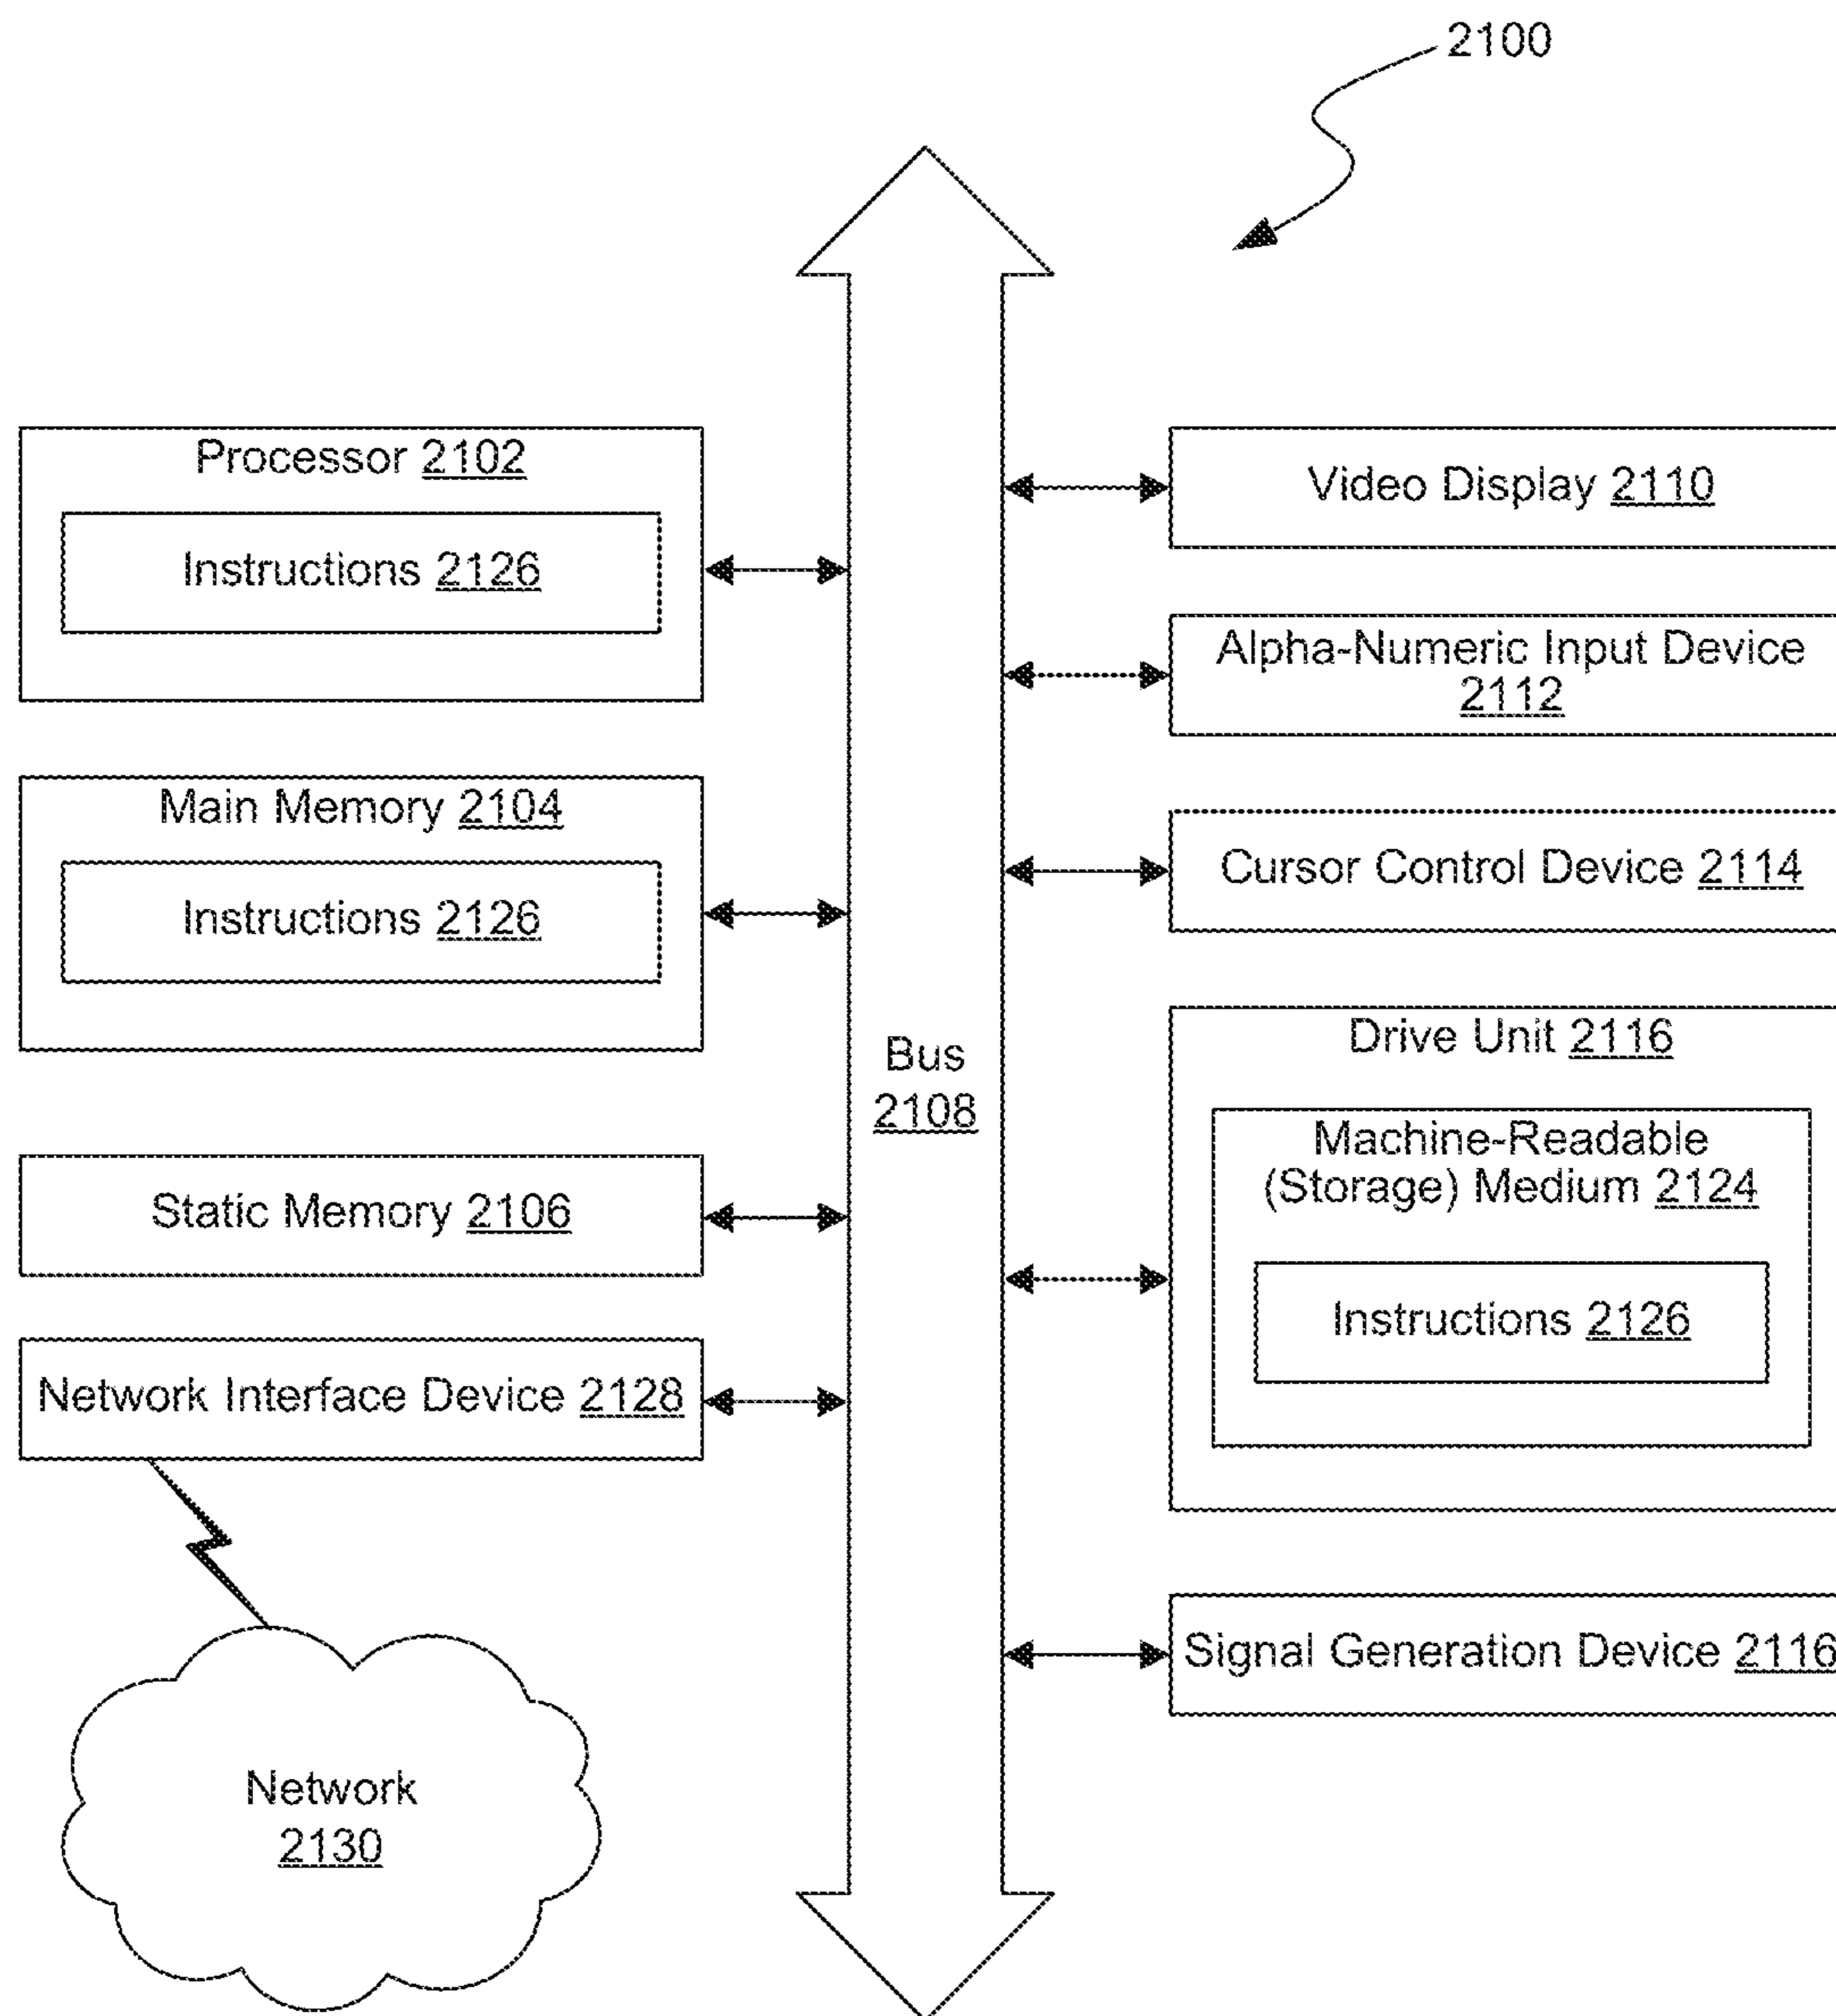 2100
Processor 2102
Instructions 2126
Main Memory 2104
Instructions 2126
Static Memory 2106
Network Interface Device 2128
Network
2130
Bus
2108
Video Display 2110
Alpha-Numeric Input Device
2112
Cursor Control Device 2114
Drive Unit 2116
Machine-Readable
(Storage) Medium 2124
Instructions 2126
Signal Generation Device 2116